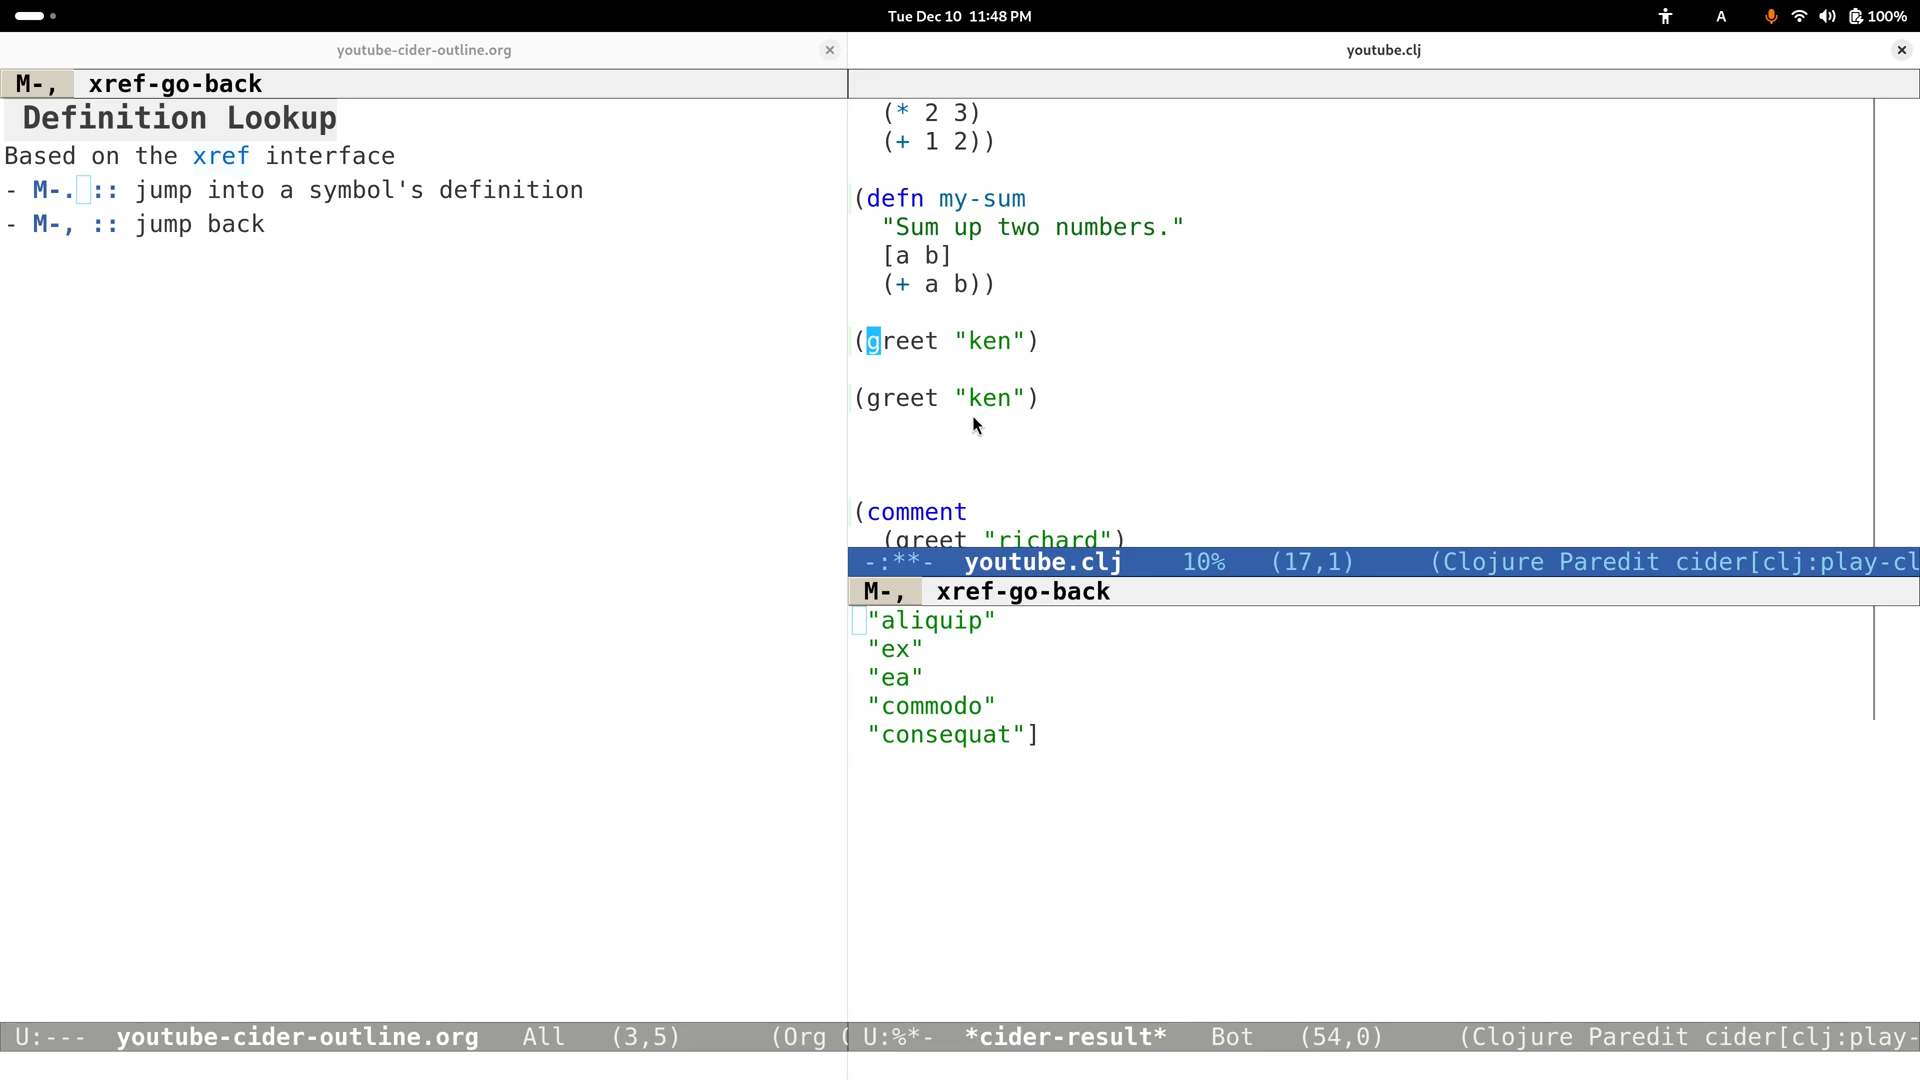 Tue Dec 10  11:48 PM
A
100%
youtube-cider-outline.org
M-, xref-go-back
Definition Lookup
Based on the xref interface
- M-. :: jump into a symbol's definition
- M-, :: jump back
U:---  youtube-cider-outline.org   All   (3,5)      (Org
youtube.clj
(* 2 3)
(+ 1 2))
(defn my-sum
"Sum up two numbers."
[a b]
(+ a b))
(greet "ken")
(greet "ken")
(comment
(greet "richard")
-:**-  youtube.clj    10%   (17,1)     (Clojure Paredit cider[clj:play-cl
M-, xref-go-back
"aliquip"
"ex"
"ea"
"commodo"
"consequat"]
U:%*-  *cider-result*   Bot   (54,0)     (Clojure Paredit cider[clj:play-